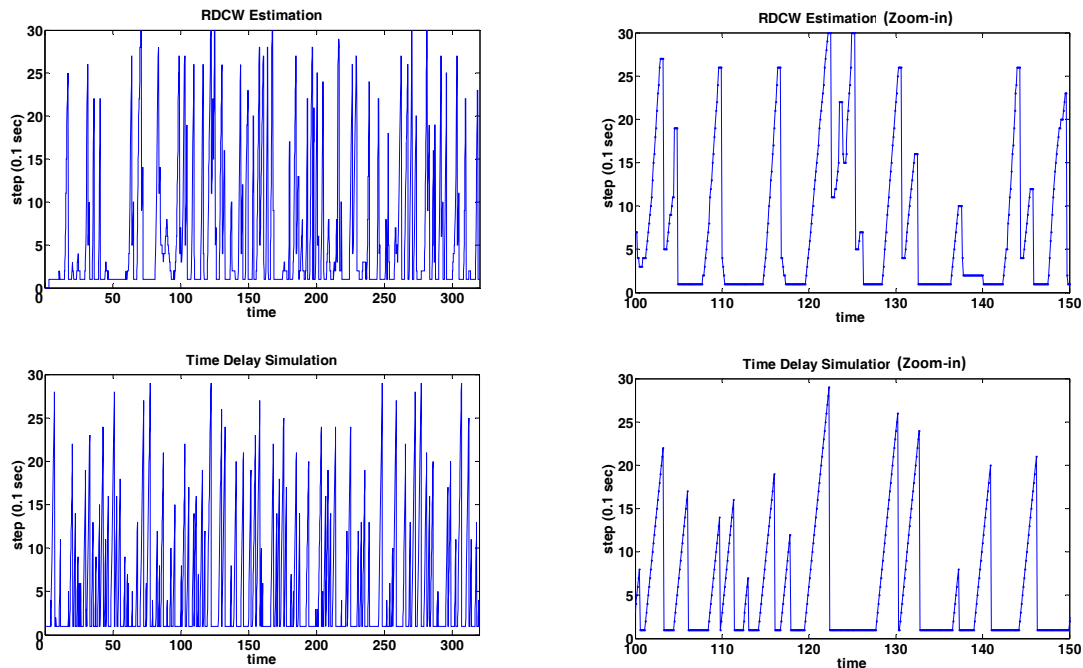 RDCW Estimation
30
25
20
15
10
5
0
step (0.1 sec)
50 100 150 200 250 300
time
RDCW Estimation (Zoom-in)
30
25
20
15
10
5
0
step (0.1 sec)
100 110 120 130 140 150
time
Time Delay Simulation
30
25
20
15
10
5
0
step (0.1 sec)
0 50 100 150 200 250 300
time
Time Delay Simulation (Zoom-in)
30
25
20
15
10
5
0
step (0.1 sec)
100 110 120 130 140 150
time